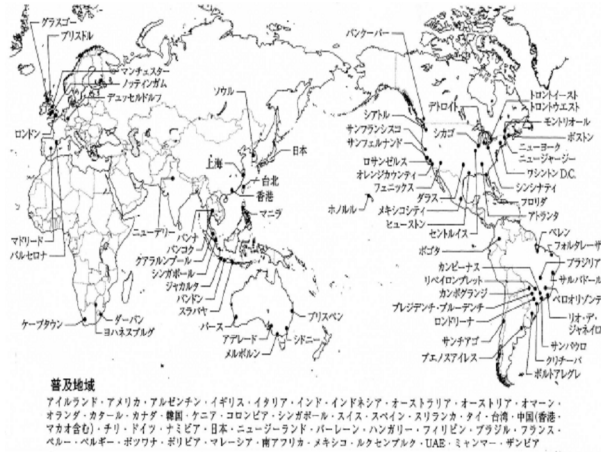 グラスゴー
ブリストル
マンチェスター
ノッティンガム
デュッセルドルフ
ロンドン
マドリード
バルセロナ
ソウル
日本
上海
台北
香港
マニラ
ニューデリー
バンナ
バンコク
クアラルンプール
シンガポール
ジャカルタ
バンドン
スラバヤ
パース
アデレード
メルボルン
シドニー
ブリスベン
ケープタウン
ヨハネスブルグ
ダーバン
バンクーバー
シアトル
サンフランシスコ
サンフェルナンド
ロサンゼルス
オレンジカウンティ
フェニックス
ホノルル
ダラス
メキシコシティ
ヒューストン
セントルイス
デトロイト
シカゴ
トロントイースト
トロントウエスト
モントリオール
ボストン
ニューヨーク
ニュージャージー
ワシントンD.C.
シンシナティ
フロリダ
アトランタ
ボゴタ
ベレン
フォルタレーザ
ブラジリア
サルバドール
ベロオリゾンテ
リオ・デ・
ジャネイロ
サンパウロ
クリチーバ
ポルトアレグレ
カンピーナス
リベイロンプレット
カンポグランジ
プレジデンチ・プルーデンチ
ロンドリーナ
サンチアゴ
ブエノスアイレス
普及地域
アイルランド・アメリカ・アルゼンチン・イギリス・イタリア・インド・インドネシア・オーストラリア・オーストリア・オマーン・
オランダ・カタール・カナダ・韓国・ケニア・コロンビア・シンガポール・スイス・スペイン・スリランカ・タイ・台湾・中国(香港・
マカオ含む)・チリ・ドイツ・ナミビア・日本・ニュージーランド・バーレーン・ハンガリー・フィリピン・ブラジル・フランス・
ペルー・ベルギー・ボツワナ・ボリビア・マレーシア・南アフリカ・メキシコ・ルクセンブルク・UAE・ミャンマー・ザンビア